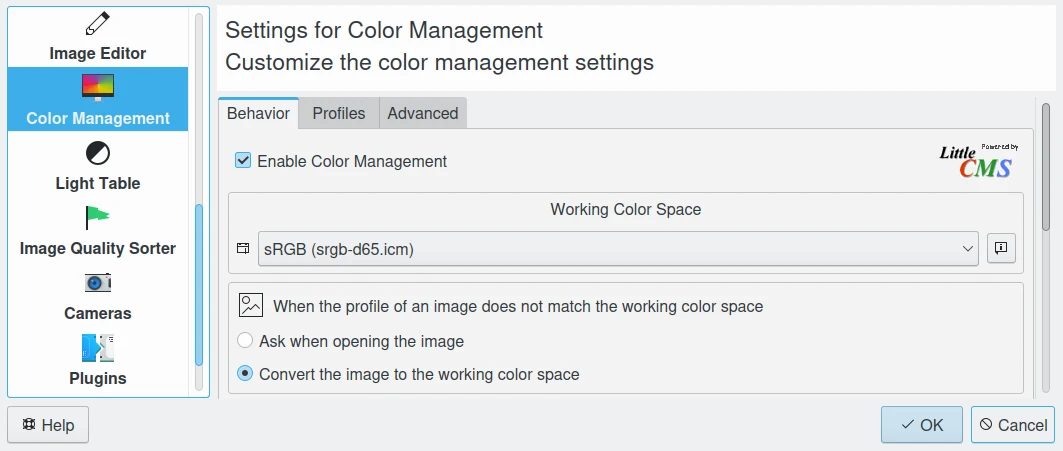 Image Editor
Color Management
Light Table
Image Quality Sorter
Cameras
Plugins
Settings for Color Management
Customize the color management settings
Behavior Profiles Advanced
Enable Color Management
Powered by
Little
CMS
Working Color Space
sRGB (srgb-d65.icm)
When the profile of an image does not match the working color space
Ask when opening the image
Convert the image to the working color space
Help OK Cancel